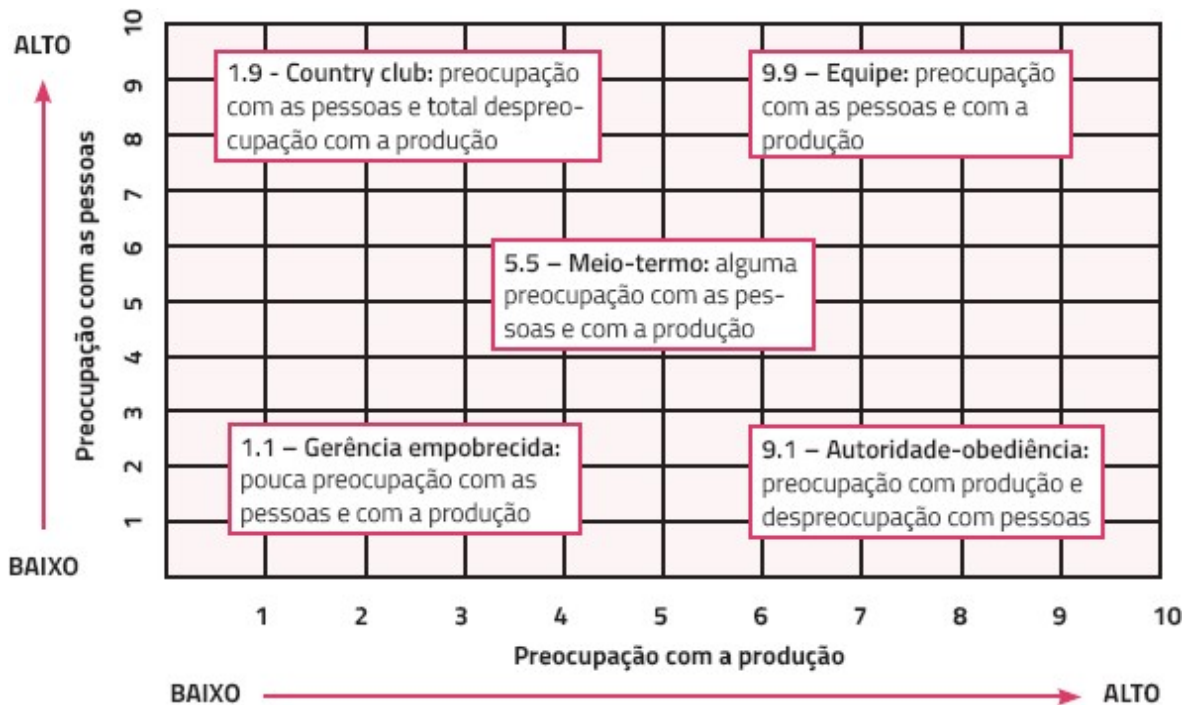 ALTO
BAIXO
Preocupação com as pessoas
10
9
8
7
6
5
4
3
2
1
1.9 - Country club: preocupação
com as pessoas e total despreo-
cupação com a produção
9.9 – Equipe: preocupação
com as pessoas e com a
produção
5.5 – Meio-termo: alguma
preocupação com as pes-
soas e com a produção
1.1 – Gerência empobrecida:
pouca preocupação com as
pessoas e com a produção
9.1 – Autoridade-obediência:
preocupação com produção e
despreocupação com pessoas
1 2 3 4 5 6 7 8 9 10
Preocupação com a produção
BAIXO ALTO